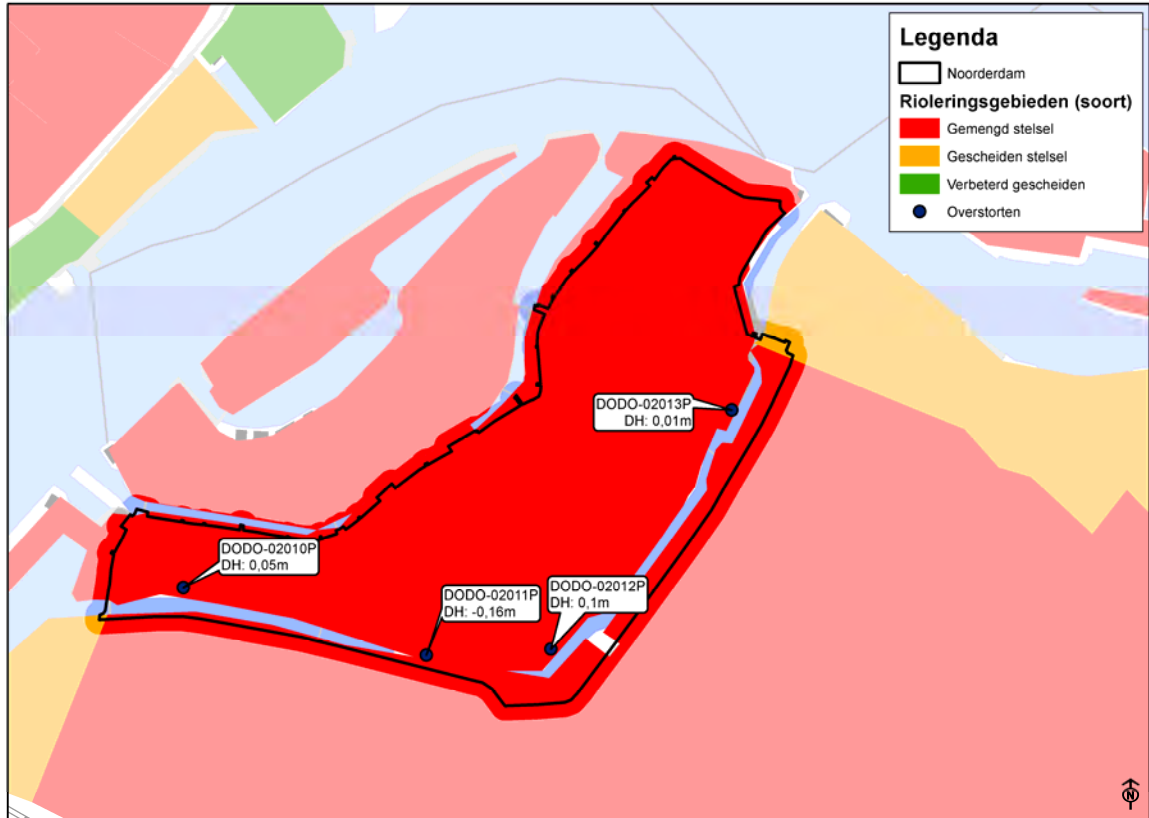 Legenda
Noorderdam
Rioleringsgebieden (soort)
Gemengd stelsel
Gescheiden stelsel
Verbeterd gescheiden
Overstorten
DODO-02013P
DH: 0,01m
DODO-02010P
DH: 0,05m
DODO-02011P
DH: -0,16m
DODO-02012P
DH: 0,1m
N